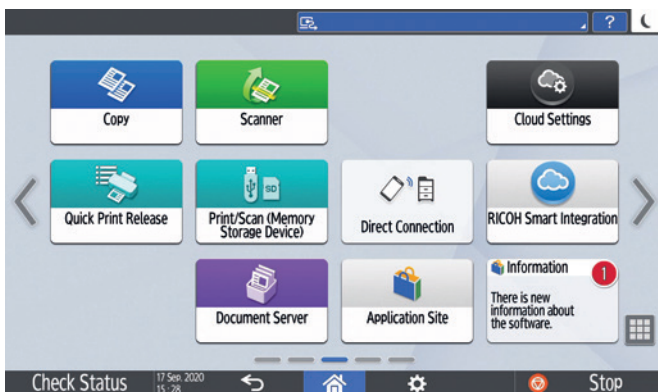 ?
Copy
Scanner
Cloud Settings
Quick Print Release
SD
Print/Scan (Memory
Storage Device)
Direct Connection
RICOH Smart Integration
Document Server
Application Site
Information
1
There is new
information about
the software.
Check Status
17 Sep. 2020
15 : 28
Stop